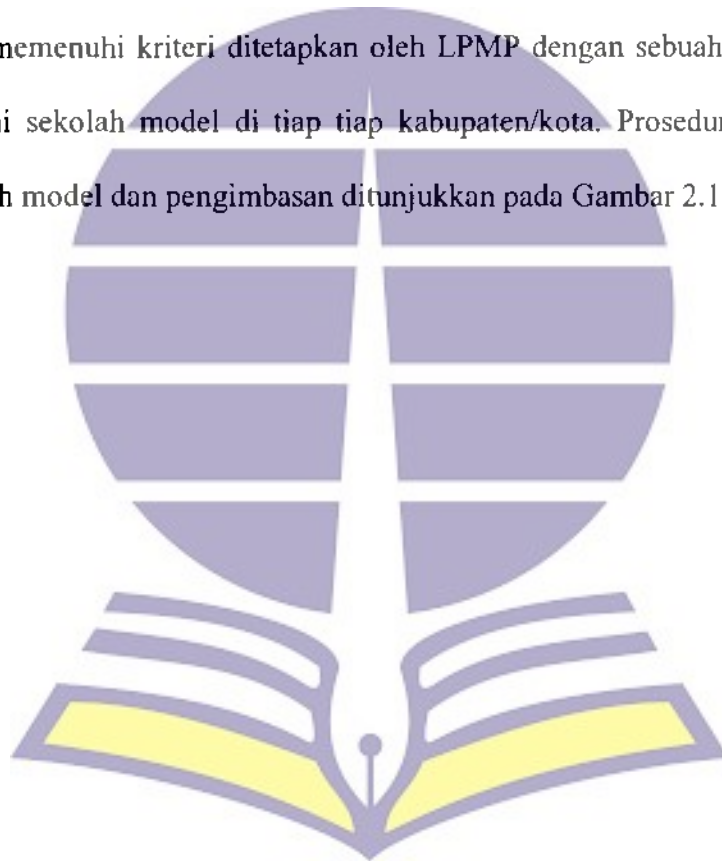 memenuhi kriteri ditetapkan oleh LPMP dengan sebuah
sekolah model di tiap tiap kabupaten/kota. Prosedur
model dan pengimbasan ditunjukkan pada Gambar 2.1